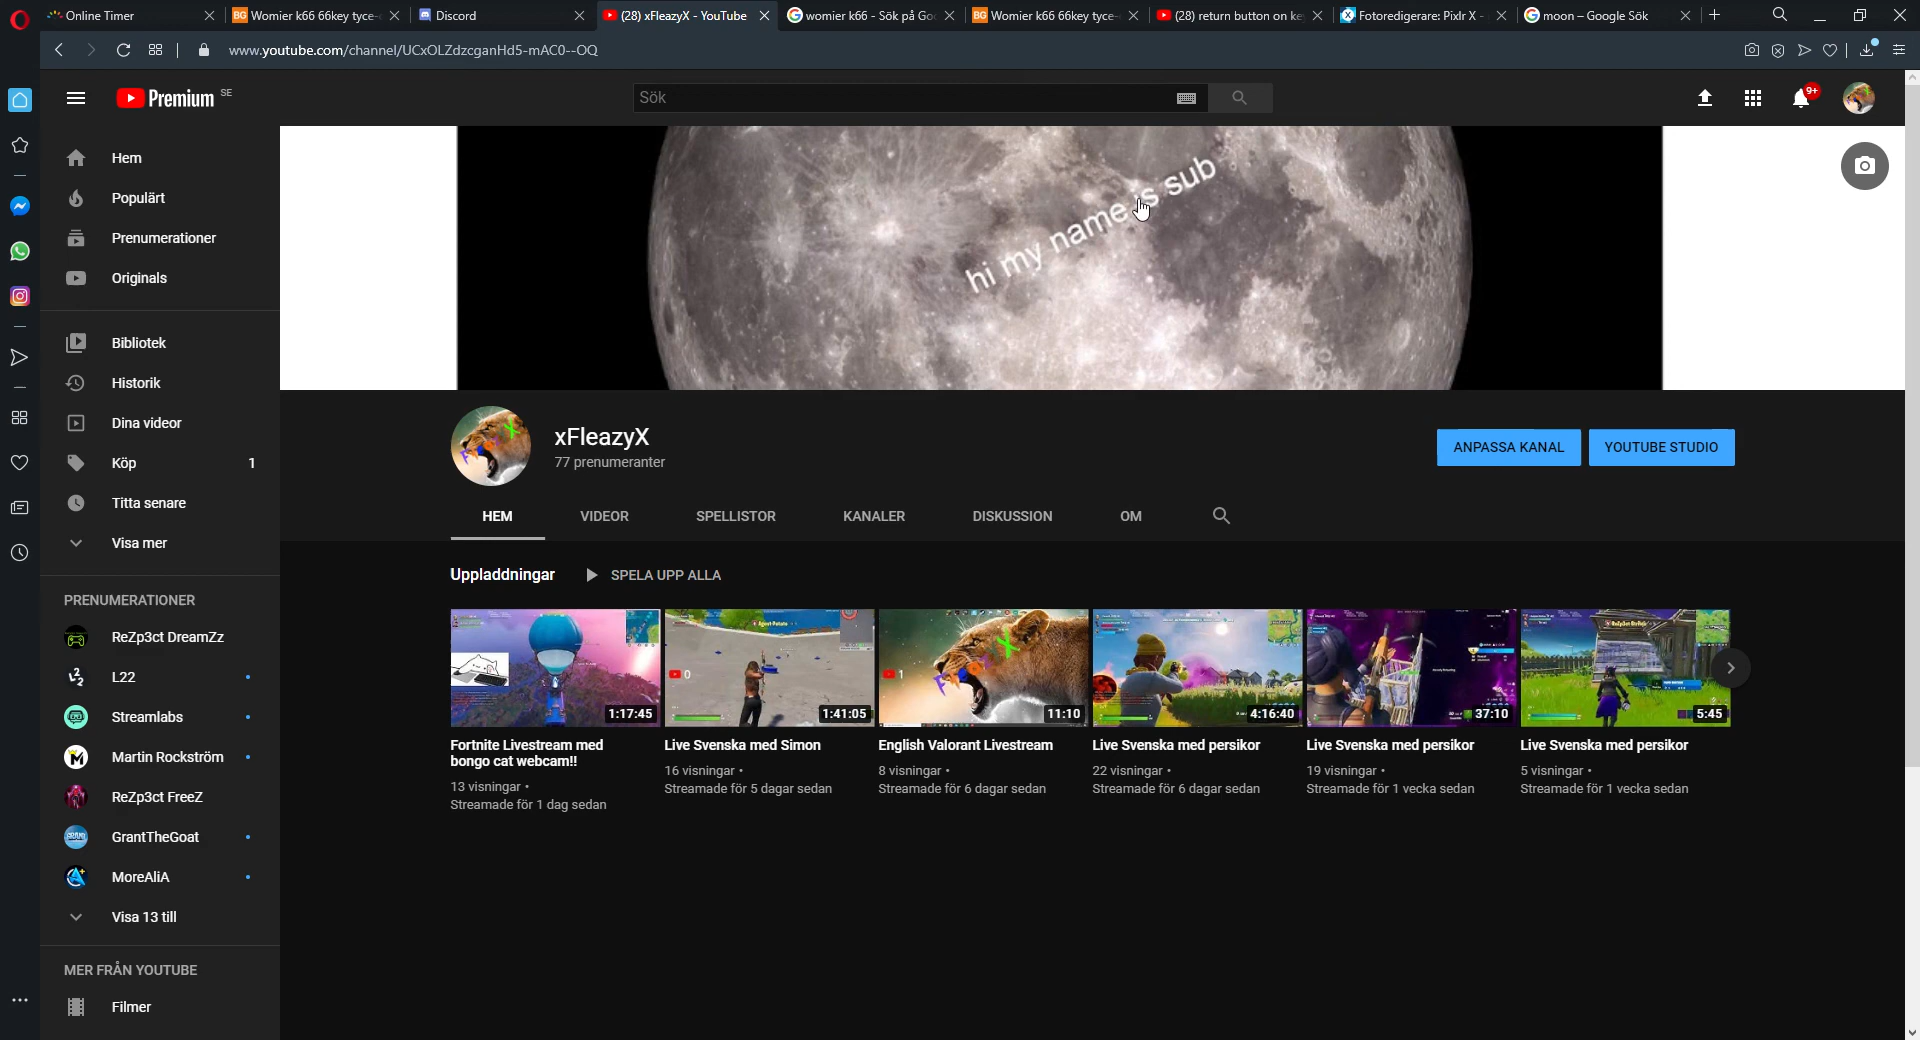 Online Timer
Womier k66 66key tyce-
Discord
(28) xFleazyX - YouTube
womier k66 - Sök på Go
Womier k66 66key tyce-
(28) return button on ke
Fotoredigerare: Pixlr X -
moon – Google Sök
www.youtube.com/channel/UCxOLZdzcganHd5-mAC0--OQ
Premium SE
Sök
9+
Hem
Populärt
Prenumerationer
Originals
Bibliotek
Historik
Dina videor
Köp 1
Titta senare
Visa mer
PRENUMERATIONER
ReZp3ct DreamZz
L22
Streamlabs
Martin Rockström
ReZp3ct FreeZ
GrantTheGoat
MoreAliA
Visa 13 till
MER FRÅN YOUTUBE
Filmer
hi my name is sub
xFleazyX
77 prenumeranter
ANPASSA KANAL
YOUTUBE STUDIO
HEM
VIDEOR
SPELLISTOR
KANALER
DISKUSSION
OM
Uppladdningar
SPELA UPP ALLA
1:17:45
Fortnite Livestream med
bongo cat webcam!!
13 visningar •
Streamade för 1 dag sedan
0
1:41:05
Live Svenska med Simon
16 visningar •
Streamade för 5 dagar sedan
1
11:10
English Valorant Livestream
8 visningar •
Streamade för 6 dagar sedan
4:16:40
Live Svenska med persikor
22 visningar •
Streamade för 6 dagar sedan
37:10
Live Svenska med persikor
19 visningar •
Streamade för 1 vecka sedan
5:45
Live Svenska med persikor
5 visningar •
Streamade för 1 vecka sedan